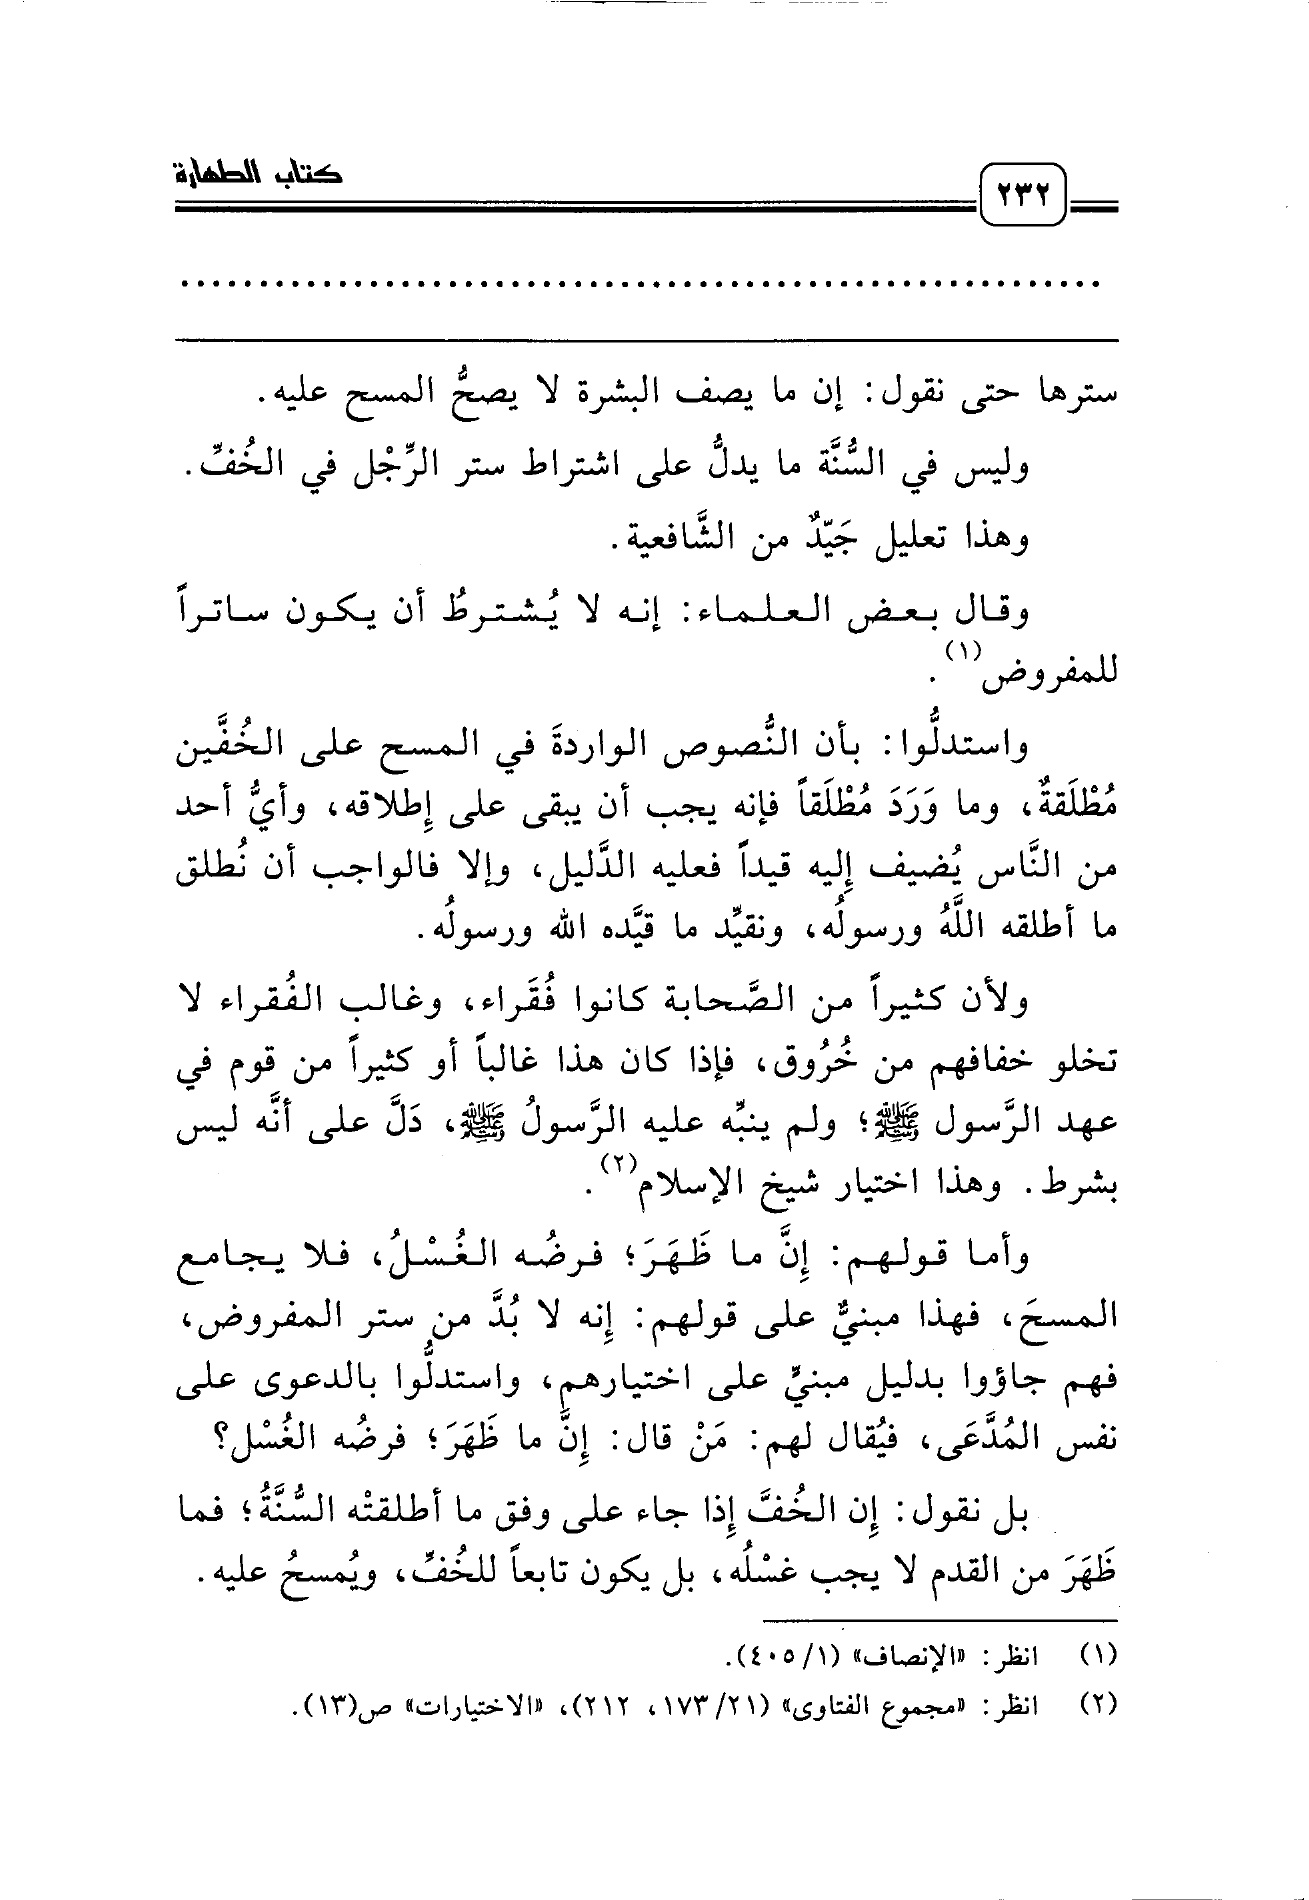 كتاب الطهارة
٢٣٢
سترها حتى نقول: إن ما يصف البشرة لا يصحُّ المسح عليه.
وليس في السُّنَّة ما يدلُّ على اشتراط ستر الرِّجْل في الخُفِّ.
وهذا تعليل جَيّدٌ من الشَّافعية.
وقال بعض العلماء: إنه لا يُشترطُ أن يكون ساتراً
للمفروض(١).
واستدلُّوا: بأن النُّصوص الواردةَ في المسح على الخُفَّين
مُطْلَقةٌ، وما وَرَدَ مُطْلَقاً فإنه يجب أن يبقى على إِطلاقه، وأيُّ أحد
من النَّاس يُضيف إِليه قيداً فعليه الدَّليل، وإلا فالواجب أن نُطلق
ما أطلقه اللَّهُ ورسولُه، ونقيِّد ما قيَّده الله ورسولُه.
ولأن كثيراً من الصَّحابة كانوا فُقَراء، وغالب الفُقراء لا
تخلو خفافهم من خُرُوق، فإذا كان هذا غالباً أو كثيراً من قوم في
عهد الرَّسول ﷺ؛ ولم ينبِّه عليه الرَّسولُ ﷺ، دَلَّ على أنَّه ليس
بشرط. وهذا اختيار شيخ الإسلام(٢).
وأما قولهم: إِنَّ ما ظَهَرَ؛ فرضُه الغُسْلُ، فلا يجامع
المسحَ، فهذا مبنيٌّ على قولهم: إِنه لا بُدَّ من ستر المفروض،
فهم جاؤوا بدليل مبنيٍّ على اختيارهم، واستدلُّوا بالدعوى على
نفس المُدَّعَى، فيُقال لهم: مَنْ قال: إِنَّ ما ظَهَرَ؛ فرضُه الغُسْل؟
بل نقول: إِن الخُفَّ إِذا جاء على وفق ما أطلقتْه السُّنَّةُ؛ فما
ظَهَرَ من القدم لا يجب غسْلُه، بل يكون تابعاً للخُفِّ، ويُمسحُ عليه.
(١) انظر: «الإنصاف» (١/ ٤٠٥).
(٢) انظر: «مجموع الفتاوى» (٢١/ ١٧٣، ٢١٢)، «الاختيارات» ص(١٣).